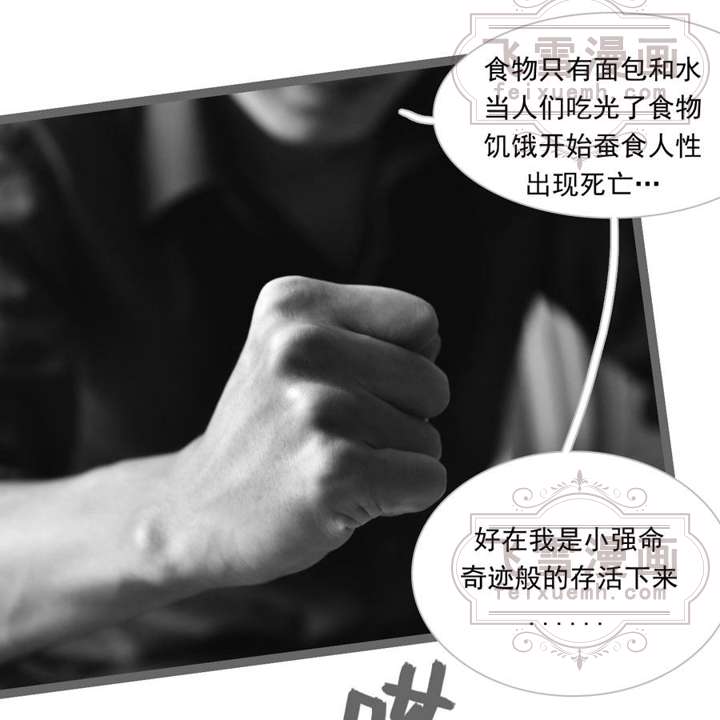 飞雪漫画
feixuemh.com
食物只有面包和水
当人们吃光了食物
饥饿开始蚕食人性
出现死亡…
飞雪漫画
feixuemh.com
好在我是小强命
奇迹般的存活下来
......